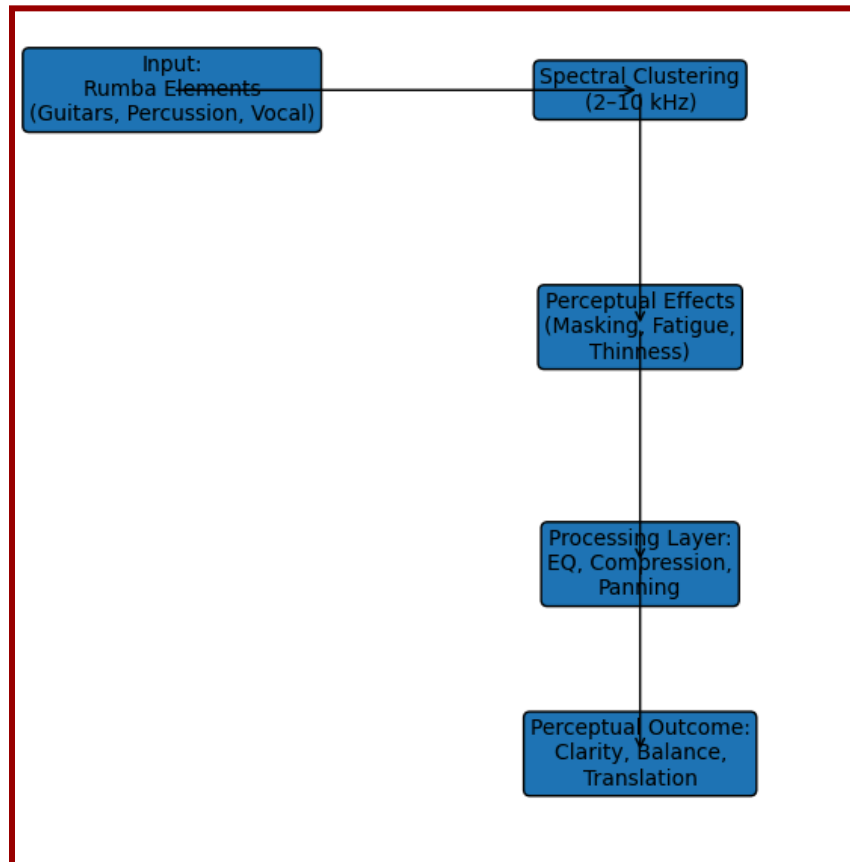 Input:
Rumba Elements
(Guitars, Percussion, Vocal)
Spectral Clustering
(2–10 kHz)
Perceptual Effects
(Masking, Fatigue,
Thinness)
Processing Layer:
EQ, Compression,
Panning
Perceptual Outcome:
Clarity, Balance,
Translation